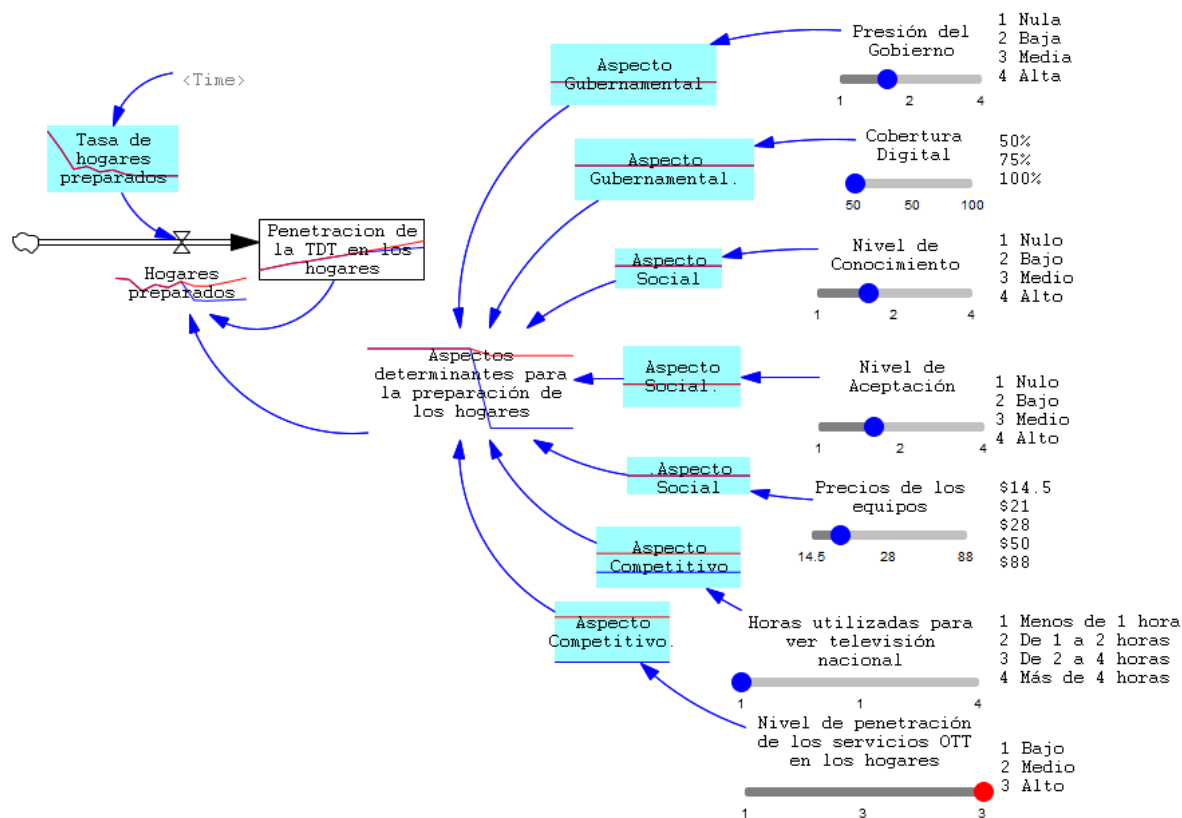 <Time>
Tasa de
hogares
preparados
Penetracion de
la TDT en los
hogares
Hogares
preparados
Aspectos
determinantes para
la preparación de
los hogares
Aspecto
Gubernamental
Presión del
Gobierno
1 2 4
1 Nula
2 Baja
3 Media
4 Alta
Aspecto
Gubernamental.
Cobertura
Digital
50 50 100
50%
75%
100%
Aspecto
Social
Nivel de
Conocimiento
1 2 4
1 Nulo
2 Bajo
3 Medio
4 Alto
Aspecto
Social.
Nivel de
Aceptación
1 2 4
1 Nulo
2 Bajo
3 Medio
4 Alto
.Aspecto
Social
Precios de los
equipos
14.5 28 88
$14.5
$21
$28
$50
$88
Aspecto
Competitivo
Horas utilizadas para
ver televisión
nacional
1 1 4
1 Menos de 1 hora
2 De 1 a 2 horas
3 De 2 a 4 horas
4 Más de 4 horas
Aspecto
Competitivo.
Nivel de penetración
de los servicios OTT
en los hogares
1 3 3
1 Bajo
2 Medio
3 Alto